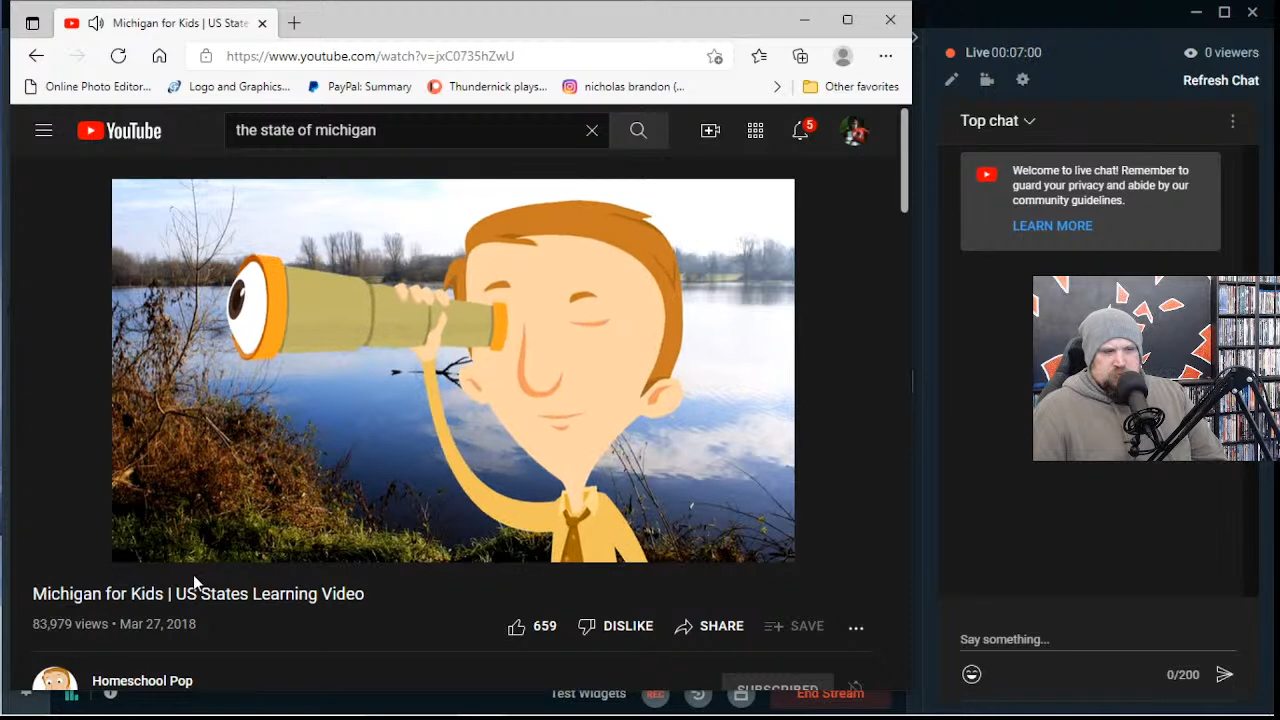 Michigan for Kids | US State
https://www.youtube.com/watch?v=jxC0735hZwU
Online Photo Editor...
Logo and Graphics...
PayPal: Summary
Thundernick plays...
nicholas brandon (...
Other favorites
YouTube
the state of michigan
5
Michigan for Kids | US States Learning Video
83,979 views • Mar 27, 2018
659
DISLIKE
SHARE
SAVE
Homeschool Pop
SUBSCRIBED
Test Widgets
REC
End Stream
Live 00:07:00
0 viewers
Refresh Chat
Top chat
Welcome to live chat! Remember to
guard your privacy and abide by our
community guidelines.
LEARN MORE
Say something...
0/200